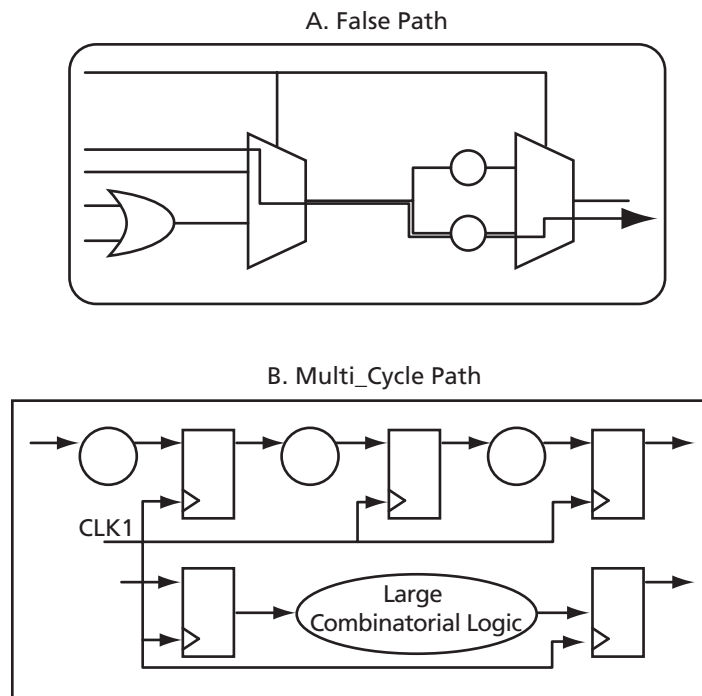 A. False Path
B. Multi_Cycle Path
CLK1
Large
Combinatorial Logic